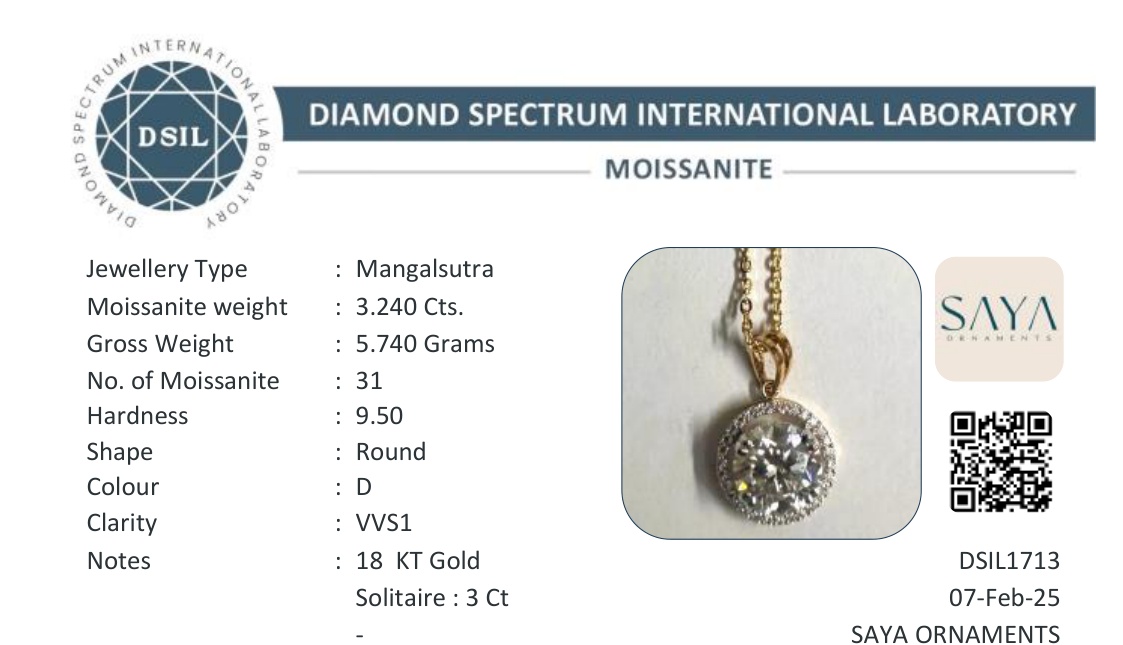 DIAMOND SPECTRUM INTERNATIONAL LABORATORY
DSIL
DIAMOND SPECTRUM INTERNATIONAL LABORATORY
MOISSANITE
Jewellery Type : Mangalsutra
Moissanite weight : 3.240 Cts.
Gross Weight : 5.740 Grams
No. of Moissanite : 31
Hardness : 9.50
Shape : Round
Colour : D
Clarity : VVS1
Notes : 18 KT Gold
Solitaire : 3 Ct
-
SAYA
ORNAMENTS
DSIL1713
07-Feb-25
SAYA ORNAMENTS